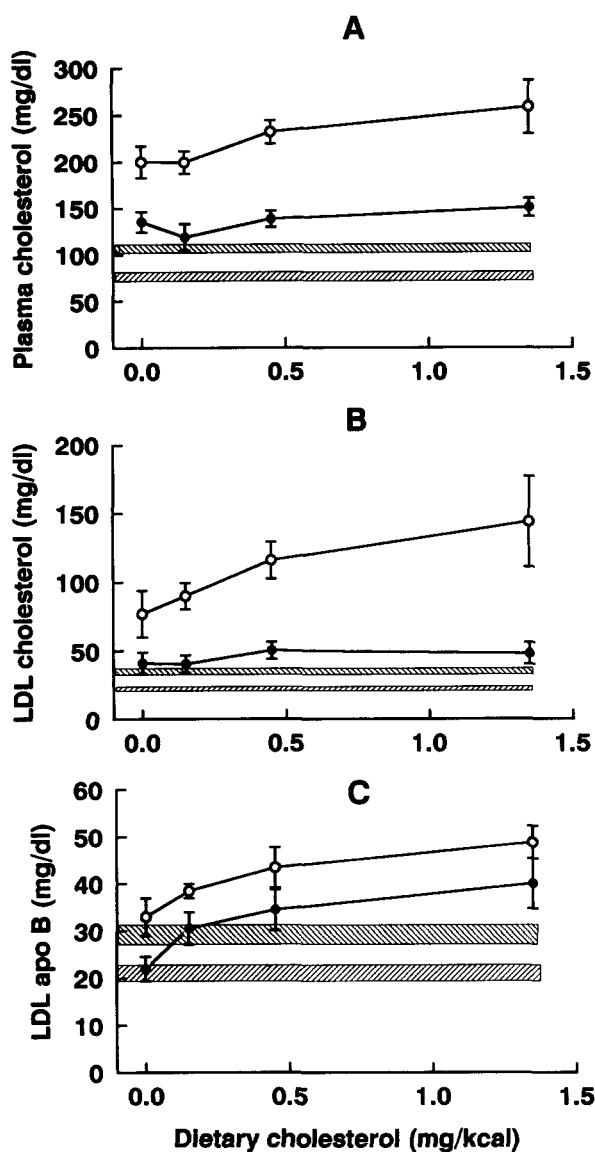 A
Plasma cholesterol (mg/dl)
300
250
200
150
100
50
0
0.0 0.5 1.0 1.5
B
LDL cholesterol (mg/dl)
200
150
100
50
0
0.0 0.5 1.0 1.5
C
LDL apo B (mg/dl)
60
50
40
30
20
10
0
0.0 0.5 1.0 1.5
Dietary cholesterol (mg/kcal)